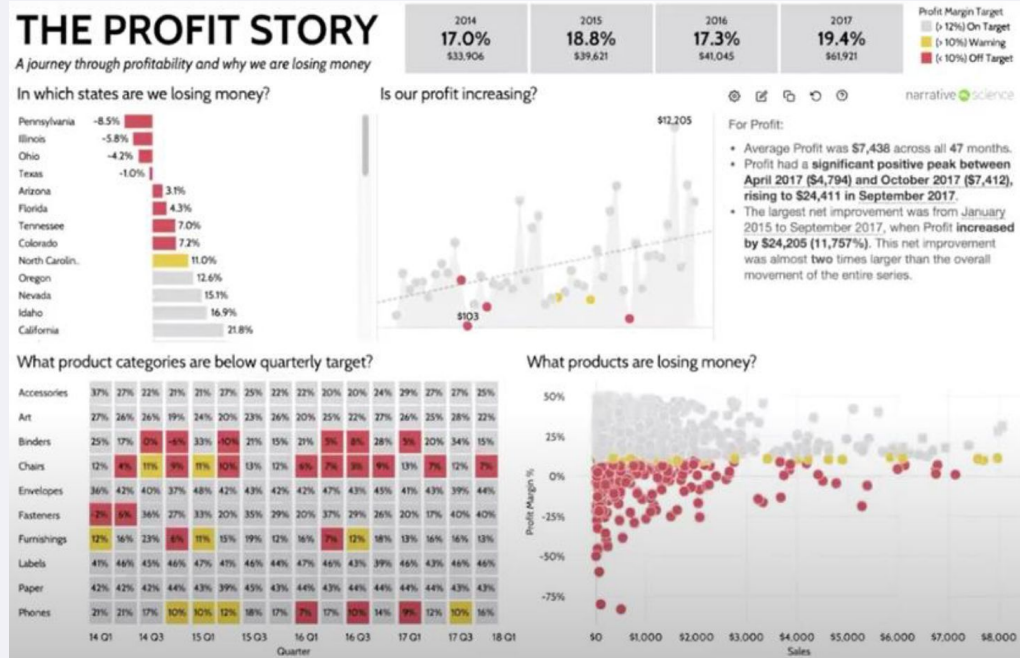 THE PROFIT STORY
A journey through profitability and why we are losing money
2014
17.0%
$33,906
2015
18.8%
$39,621
2016
17.3%
$41,045
2017
19.4%
$61,921
Profit Margin Target
(> 12%) On Target
(> 10%) Warning
(< 10%) Off Target
In which states are we losing money?
Pennsylvania -8.5%
Illinois -5.8%
Ohio -4.2%
Texas -1.0%
Arizona 3.1%
Florida 4.3%
Tennessee 7.0%
Colorado 7.2%
North Carolin.. 11.0%
Oregon 12.6%
Nevada 15.1%
Idaho 16.9%
California 21.8%
Is our profit increasing?
$12,205
$103
narrative science
For Profit:
• Average Profit was $7,438 across all 47 months.
• Profit had a significant positive peak between
April 2017 ($4,794) and October 2017 ($7,412),
rising to $24,411 in September 2017.
• The largest net improvement was from January
2015 to September 2017, when Profit increased
by $24,205 (11,757%). This net improvement
was almost two times larger than the overall
movement of the entire series.
What product categories are below quarterly target?
Accessories 37% 27% 22% 21% 21% 27% 25% 22% 22% 20% 20% 24% 29% 27% 27% 25%
Art 27% 26% 26% 19% 24% 20% 23% 26% 20% 25% 22% 27% 26% 25% 28% 22%
Binders 25% 17% 0% -6% 33% -10% 21% 15% 21% 5% 8% 28% 5% 20% 34% 15%
Chairs 12% 4% 11% 9% 11% 10% 13% 12% 6% 7% 3% 9% 13% 7% 12% 7%
Envelopes 36% 42% 40% 37% 48% 42% 43% 42% 42% 47% 43% 45% 41% 43% 39% 44%
Fasteners -2% 6% 36% 27% 33% 20% 35% 29% 20% 37% 29% 26% 20% 17% 40% 40%
Furnishings 12% 16% 23% 6% 11% 15% 19% 12% 16% 7% 12% 18% 13% 16% 16% 13%
Labels 41% 46% 45% 46% 47% 41% 46% 44% 47% 46% 43% 39% 46% 43% 46% 46%
Paper 42% 42% 42% 44% 43% 39% 45% 43% 44% 43% 44% 44% 44% 44% 43% 43%
Phones 21% 21% 17% 10% 10% 12% 18% 17% 7% 17% 10% 14% 9% 12% 10% 16%
14 Q1 14 Q3 15 Q1 15 Q3 16 Q1 16 Q3 17 Q1 17 Q3 18 Q1
Quarter
What products are losing money?
Profit Margin %
50%
25%
0%
-25%
-50%
-75%
$0 $1,000 $2,000 $3,000 $4,000 $5,000 $6,000 $7,000 $8,000
Sales